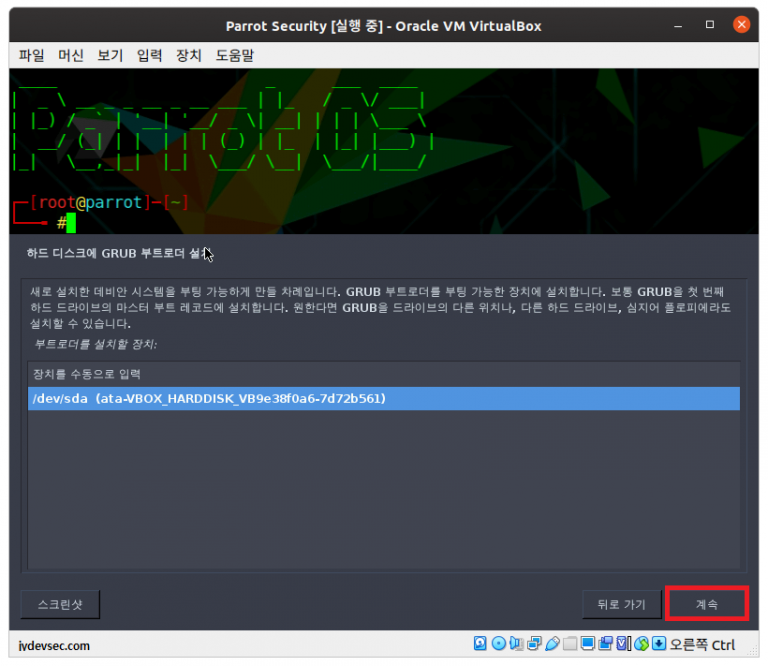 Parrot Security [실행 중] - Oracle VM VirtualBox
파일 머신 보기 입력 장치 도움말
Parrot OS
[root@parrot]-[~]
#
하드 디스크에 GRUB 부트로더 설치
새로 설치한 데비안 시스템을 부팅 가능하게 만들 차례입니다. GRUB 부트로더를 부팅 가능한 장치에 설치합니다. 보통 GRUB을 첫 번째
하드 드라이브의 마스터 부트 레코드에 설치합니다. 원한다면 GRUB을 드라이브의 다른 위치나, 다른 하드 드라이브, 심지어 플로피에라도
설치할 수 있습니다.
부트로더를 설치할 장치:
장치를 수동으로 입력
/dev/sda (ata-VBOX_HARDDISK_VB9e38f0a6-7d72b561)
스크린샷 뒤로 가기 계속
jvdevsec.com 오른쪽 Ctrl